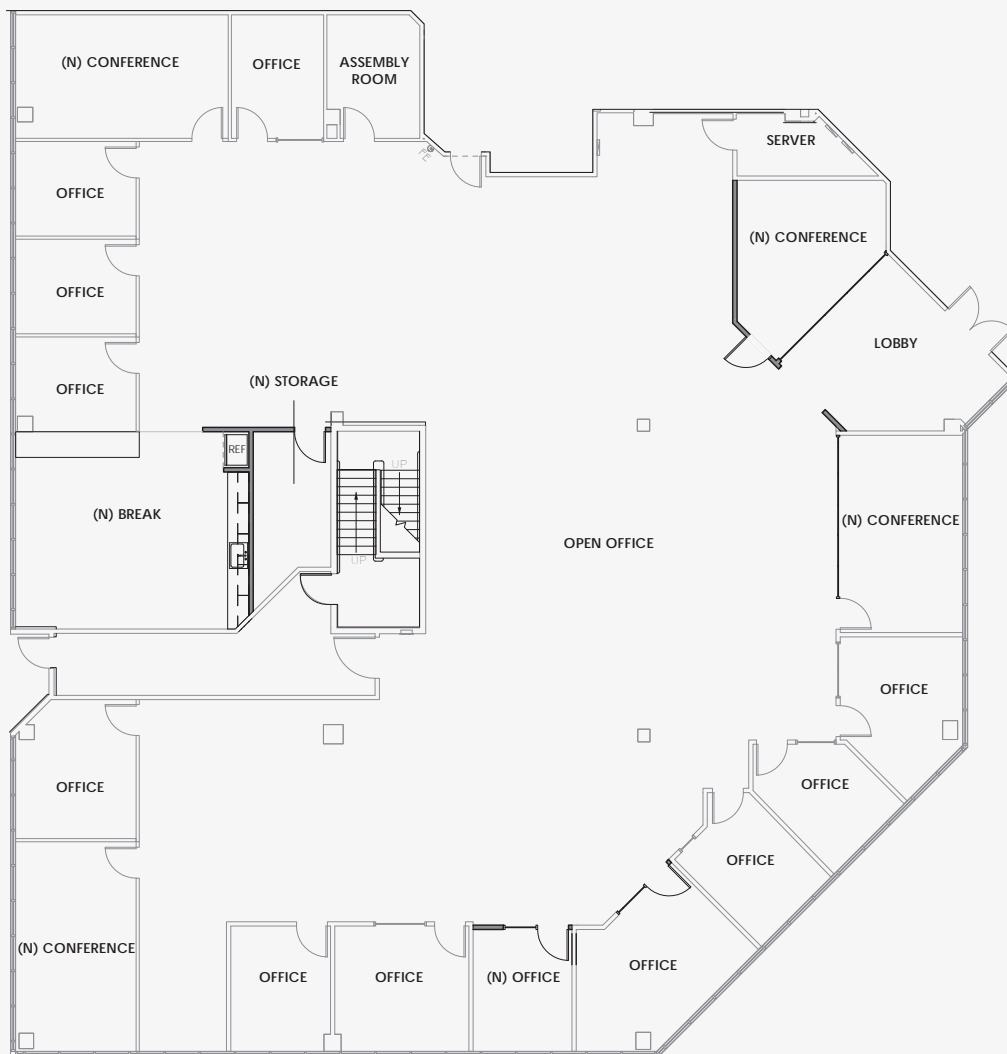 (N) CONFERENCE
OFFICE
ASSEMBLY
ROOM
FE
SERVER
OFFICE
(N) CONFERENCE
OFFICE
LOBBY
(N) STORAGE
OFFICE
REF
UP
(N) BREAK
(N) CONFERENCE
OPEN OFFICE
UP
OFFICE
OFFICE
OFFICE
OFFICE
(N) CONFERENCE
OFFICE
OFFICE
(N) OFFICE
OFFICE